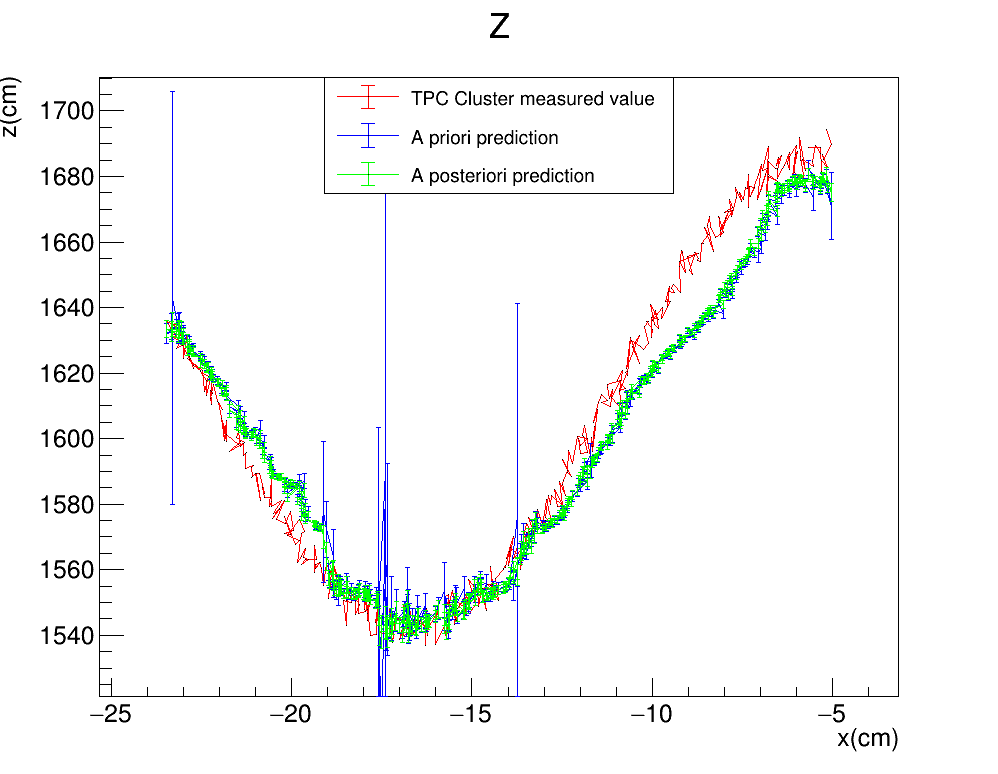 Z
z(cm)
TPC Cluster measured value
A priori prediction
A posteriori prediction
1700
1680
1660
1640
1620
1600
1580
1560
1540
−25
−20
−15
−10
−5
x(cm)